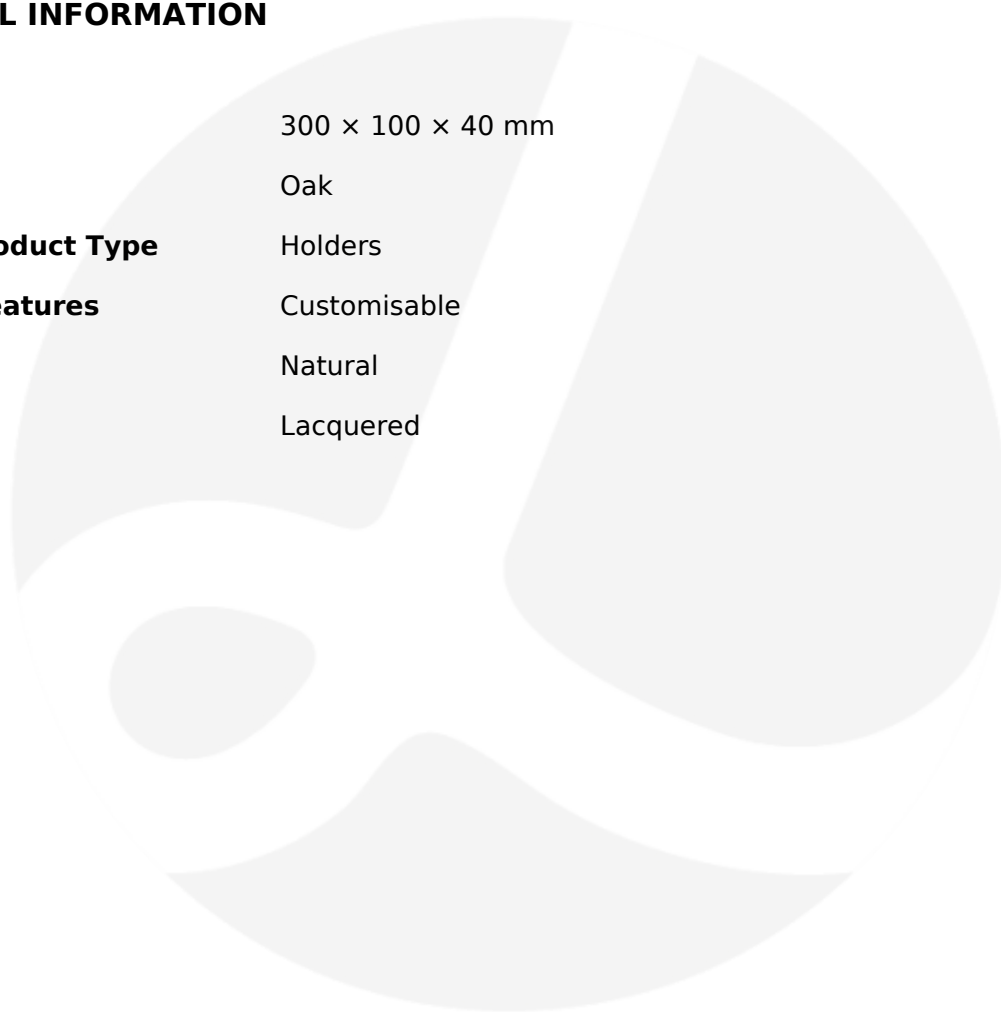 L INFORMATION
300 × 100 × 40 mm
Oak
oduct Type Holders
eatures Customisable
Natural
Lacquered